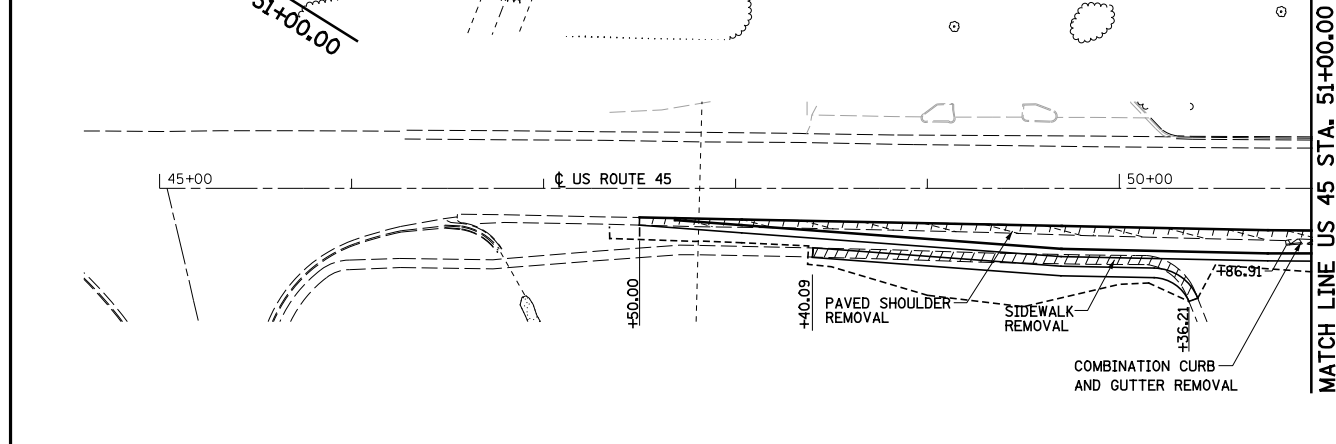 51+00.00
45+00
℄ US ROUTE 45
50+00
+50.00
+40.09
PAVED SHOULDER
REMOVAL
SIDEWALK
REMOVAL
+86.91
+36.21
COMBINATION CURB
AND GUTTER REMOVAL
MATCH LINE US 45 STA. 51+00.00